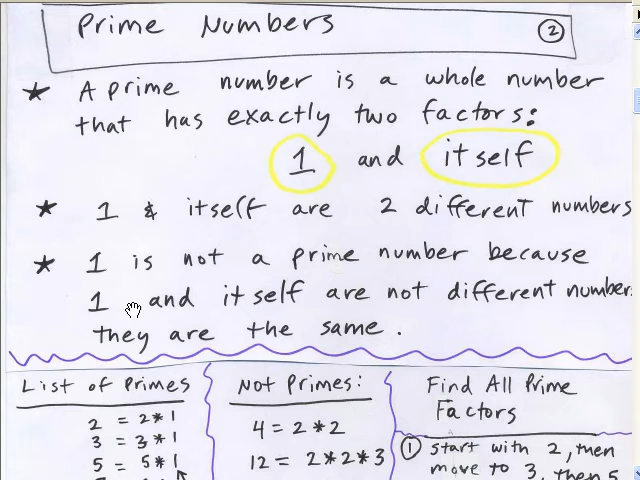 Prime Numbers
2
★ A prime number is a whole number
that has exactly two factors:
1 and itself
★ 1 & itself are 2 different numbers
★ 1 is not a prime number because
1 and itself are not different number
they are the same.
List of Primes
2 = 2*1
3 = 3*1
5 = 5*1
Not Primes:
4 = 2*2
12 = 2*2*3
Find All Prime
Factors
1 start with 2, then
move to 3, then 5